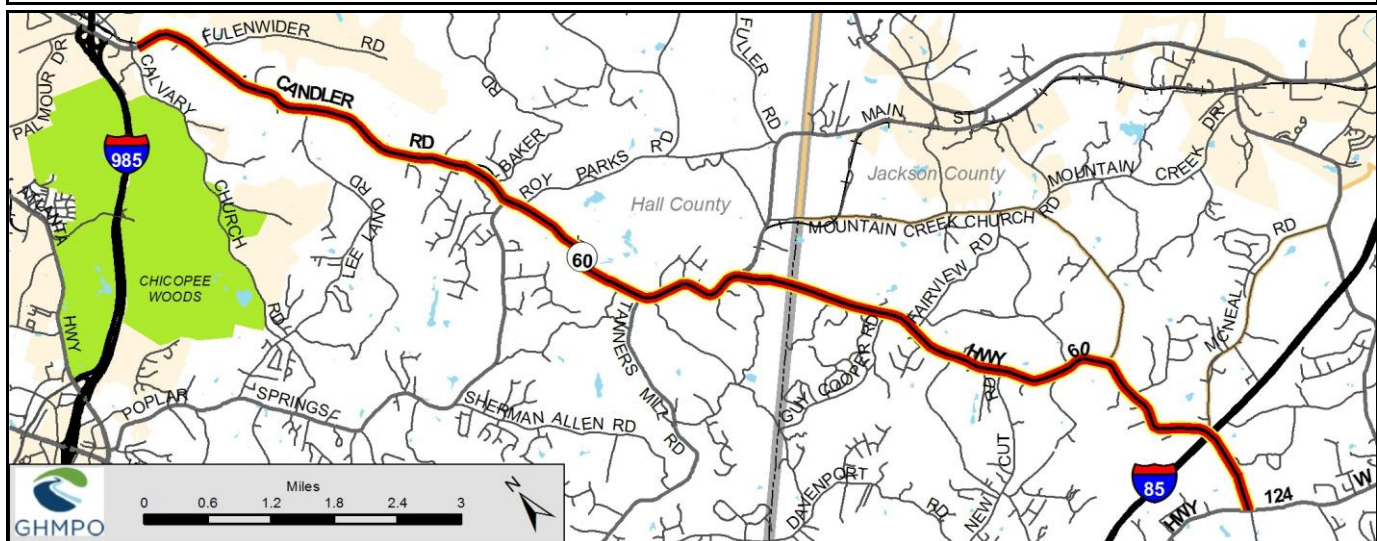 FULENWIDER RD
FULLER RD
PALMOUR DR
CALVARY CHURCH RD
CANDLER RD
985
BAKER RD
ROY PARKS RD
MAIN ST
MOUNTAIN CREEK DR
Jackson County
Hall County
ATLANTA HWY
LEE LAND RD
MOUNTAIN CREEK CHURCH RD
CHICOPEE
WOODS
60
FAIRVIEW RD
MCNEAL RD
TANNERS MILL RD
GUY COOPER RD
HWY 60
POPLAR SPRINGS
SHERMAN ALLEN RD
NEW CUT RD
DAVENPORT RD
85
HWY 124 W
GHMPO
Miles
0 0.6 1.2 1.8 2.4 3
N